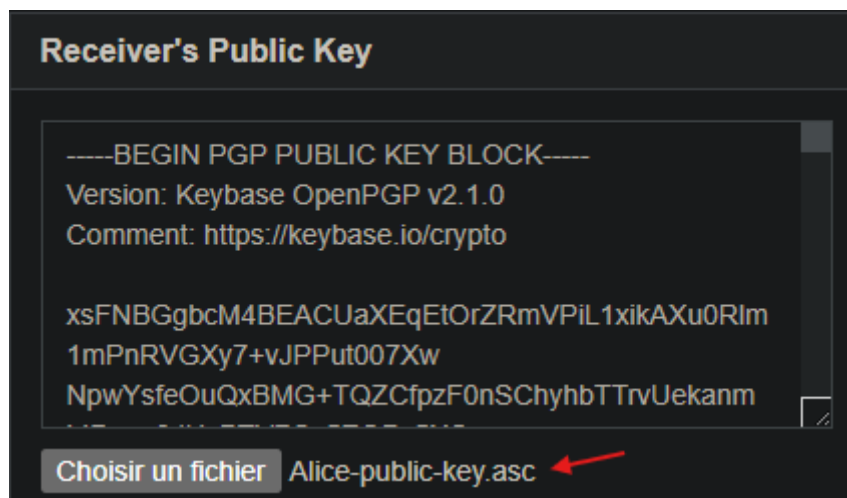 Receiver's Public Key
-----BEGIN PGP PUBLIC KEY BLOCK-----
Version: Keybase OpenPGP v2.1.0
Comment: https://keybase.io/crypto
xsFNBGgbcM4BEACUaXEqEtOrZRmVPiL1xikAXu0Rlm
1mPnRVGXy7+vJPPut007Xw
NpwYsfeOuQxBMG+TQZCfpzF0nSChyhbTTrvUekanm
Choisir un fichier Alice-public-key.asc